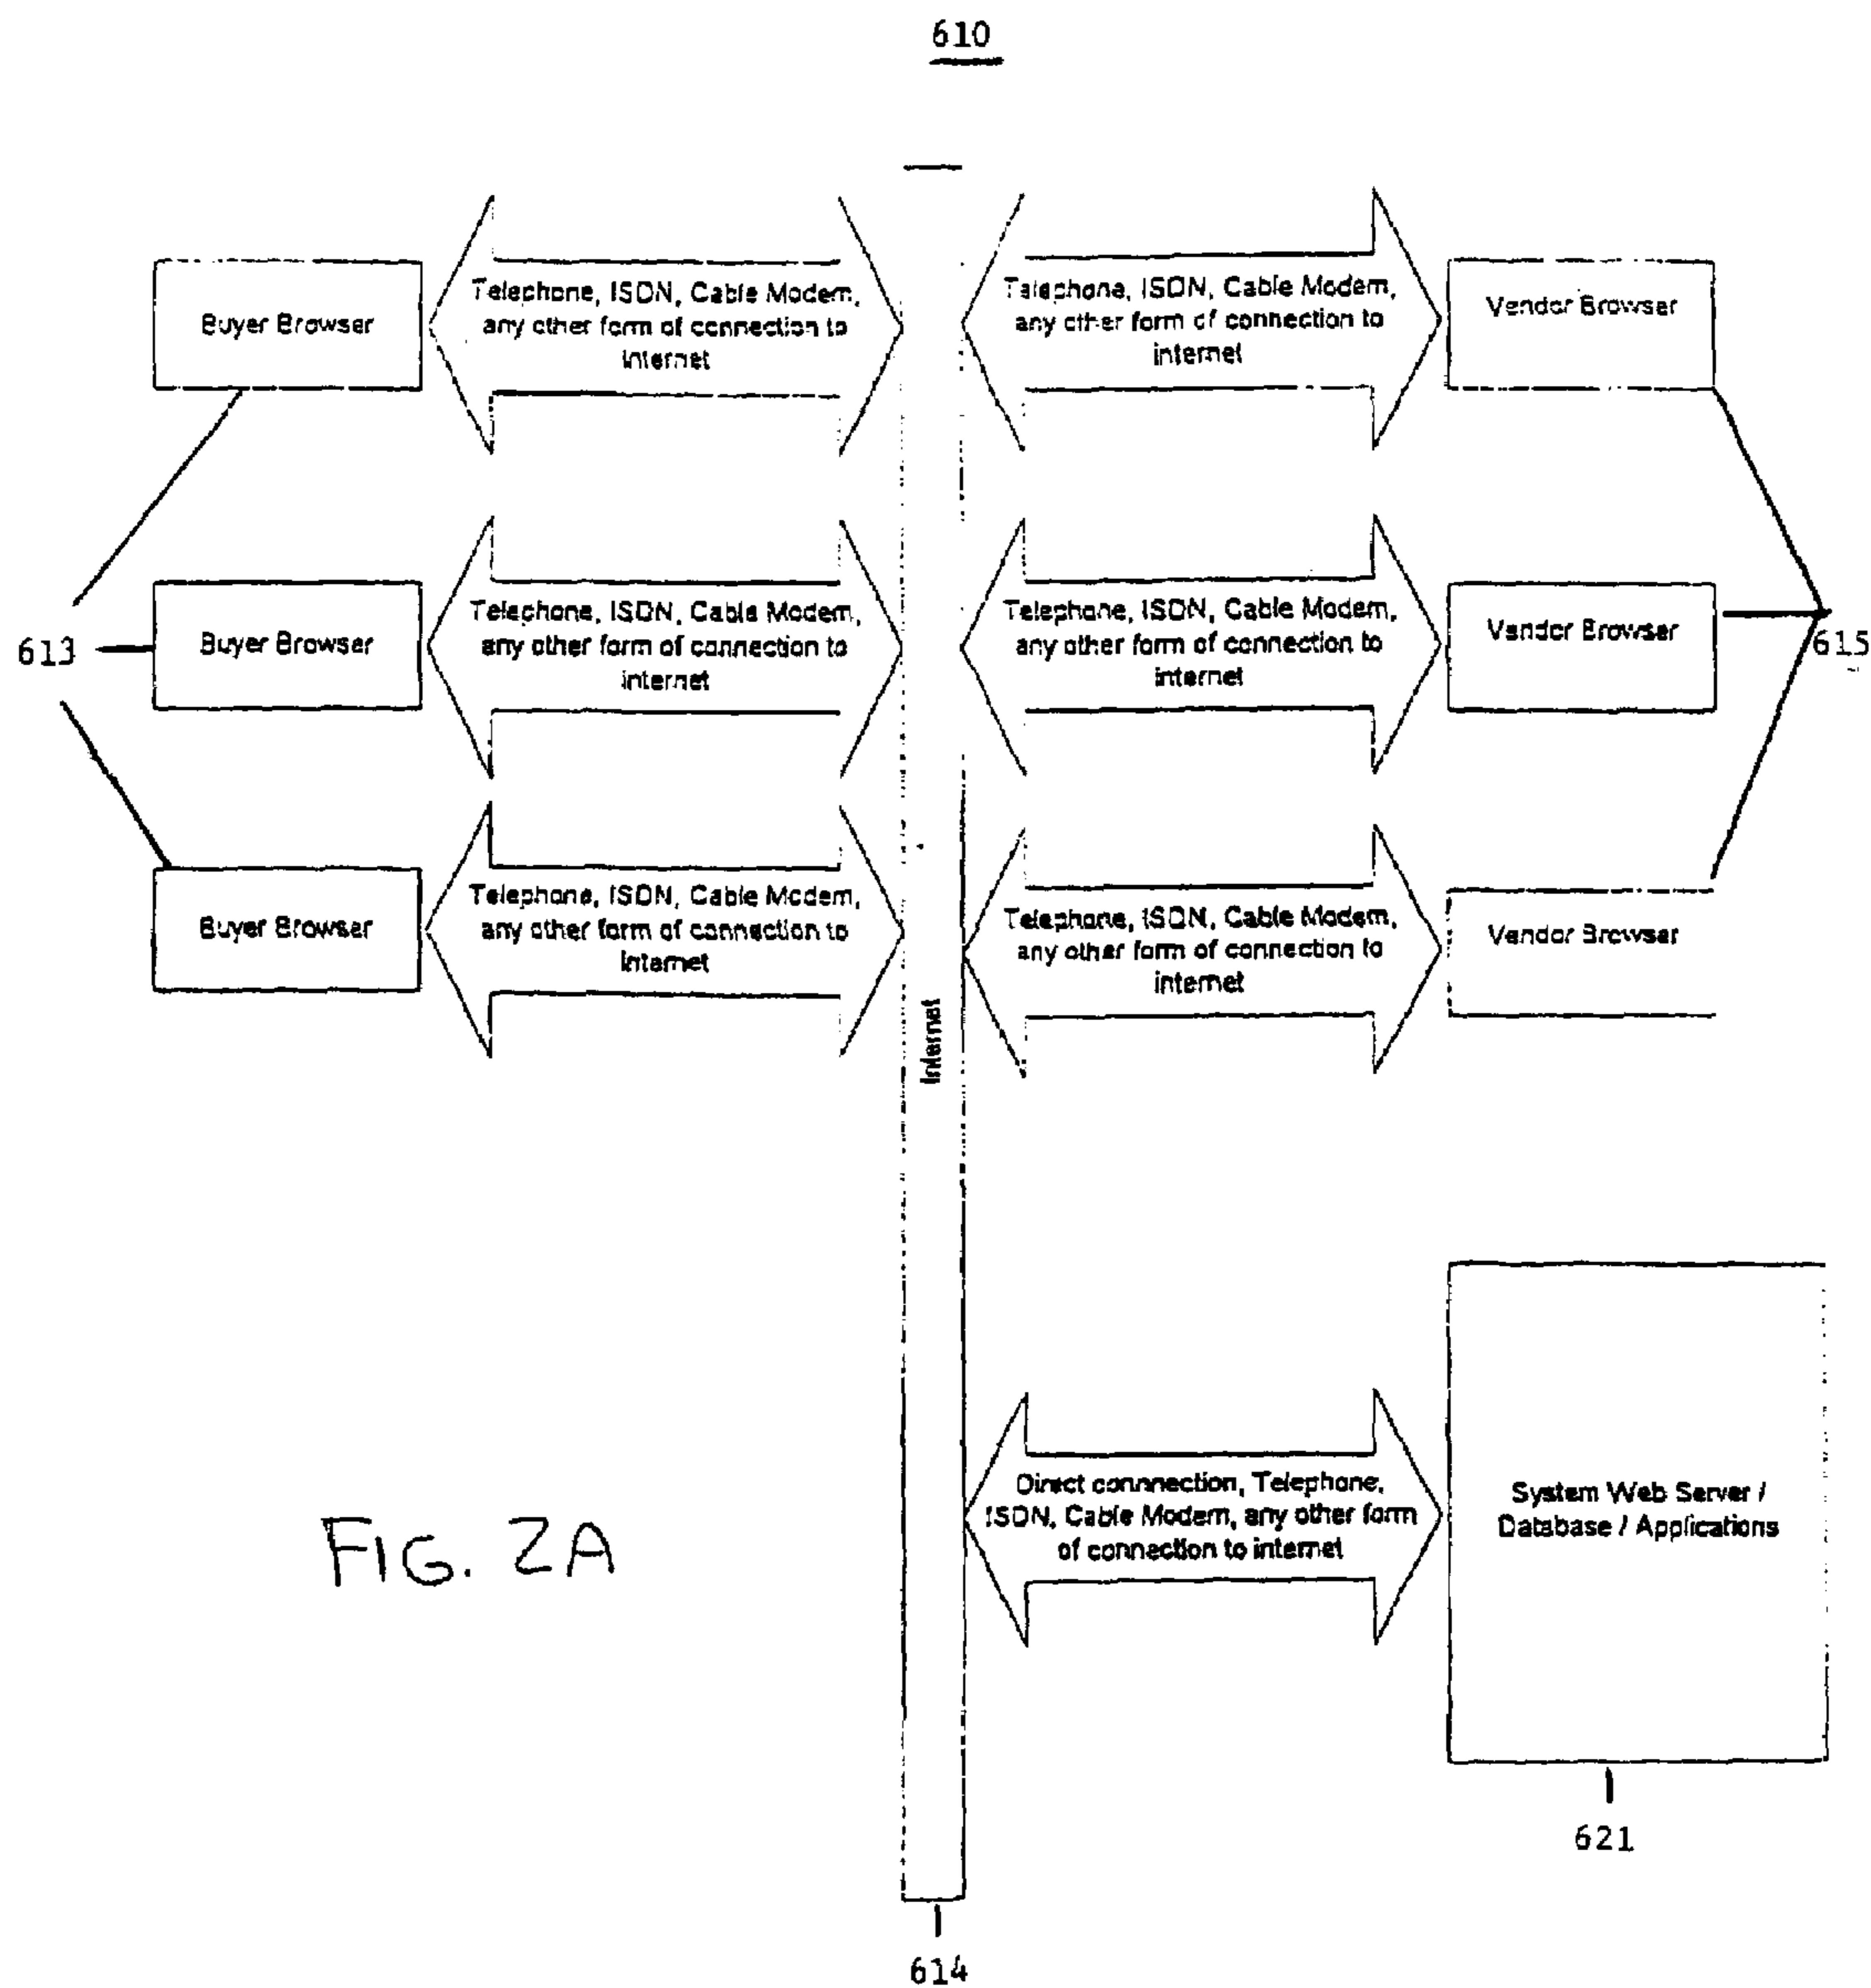 610
Buyer Browser
Telephone, ISDN, Cable Modem,
any other form of connection to
internet
Telephone, ISDN, Cable Modem,
any other form of connection to
internet
Vendor Browser
613
Buyer Browser
Telephone, ISDN, Cable Modem,
any other form of connection to
internet
Telephone, ISDN, Cable Modem,
any other form of connection to
internet
Vendor Browser
615
Buyer Browser
Telephone, ISDN, Cable Modem,
any other form of connection to
internet
Telephone, ISDN, Cable Modem,
any other form of connection to
internet
Vendor Browser
Internet
Direct connnection, Telephone,
ISDN, Cable Modem, any other form
of connection to internet
System Web Server /
Database / Applications
FIG. 2A
621
614